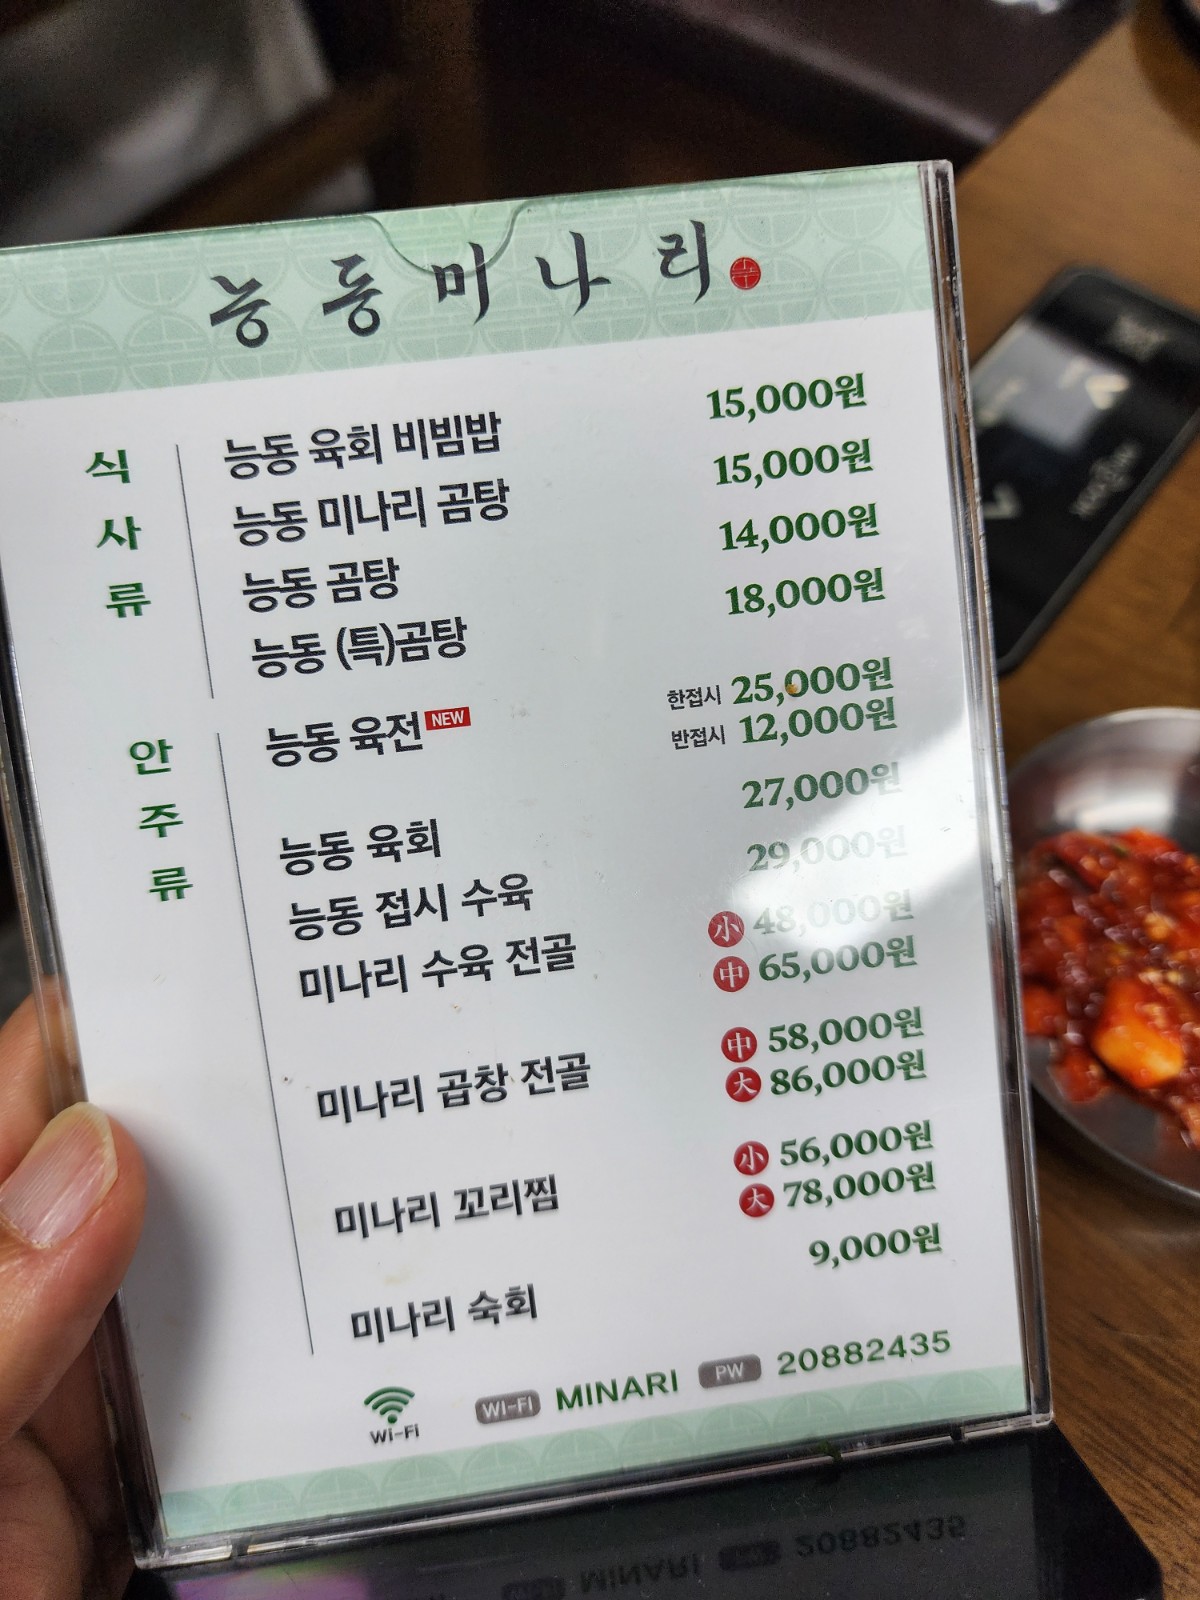 능동미나리
식사류
능동 육회 비빔밥 15,000원
능동 미나리 곰탕 15,000원
능동 곰탕 14,000원
능동 (특)곰탕 18,000원
안주류
능동 육전 NEW 한접시 25,000원
반접시 12,000원
능동 육회 27,000원
능동 접시 수육 29,000원
미나리 수육 전골 小 48,000원
中 65,000원
미나리 곱창 전골 中 58,000원
大 86,000원
미나리 꼬리찜 小 56,000원
大 78,000원
미나리 숙회 9,000원
Wi-Fi WI-FI MINARI PW 20882435